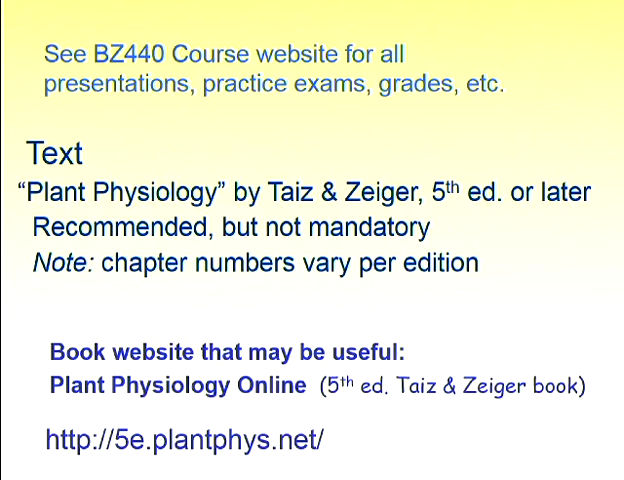 See BZ440 Course website for all
presentations, practice exams, grades, etc.
Text
“Plant Physiology” by Taiz & Zeiger, 5th ed. or later
Recommended, but not mandatory
Note: chapter numbers vary per edition
Book website that may be useful:
Plant Physiology Online (5th ed. Taiz & Zeiger book)
http://5e.plantphys.net/